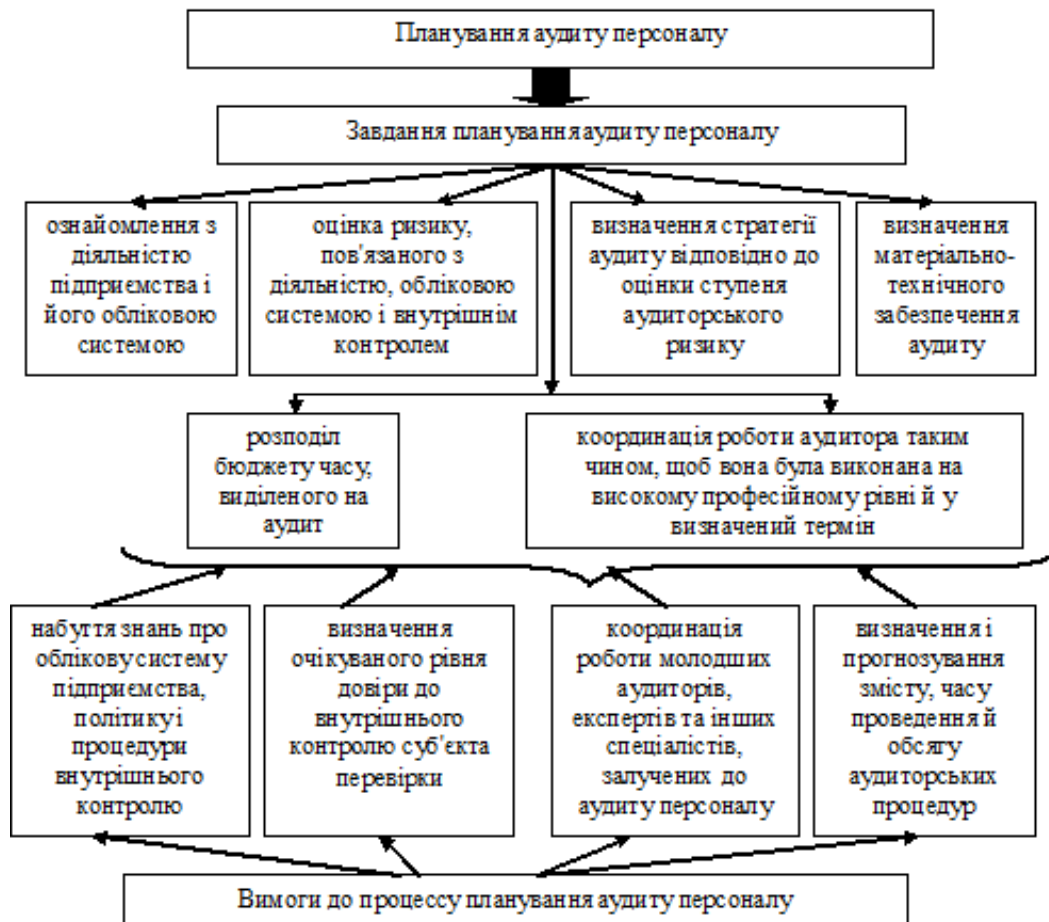 Планування аудиту персоналу
Завдання планування аудиту персоналу
ознайомлення з
діяльністю
підприємства і
його обліковою
системою
оцінка ризику,
пов'язаного з
діяльністю, обліковою
системою і внутрішнім
контролем
визначення стратегії
аудиту відповідно до
оцінки ступеня
аудиторського
ризику
визначення
матеріально-
технічного
забезпечення
аудиту
розподіл
бюджету часу,
виділеного на
аудит
координація роботи аудитора таким
чином, щоб вона була виконана на
високому професійному рівні й у
визначений термін
набуття знань про
облікову систему
підприємства,
політику і
процедури
внутрішнього
контролю
визначення
очікуваного рівня
довіри до
внутрішнього
контролю суб'єкта
перевірки
координація
роботи молодших
аудиторів,
експертів та інших
спеціалістів,
залучених до
аудиту персоналу
визначення і
прогнозування
змісту, часу
проведення й
обсягу
аудиторських
процедур
Вимоги до процессу планування аудиту персоналу